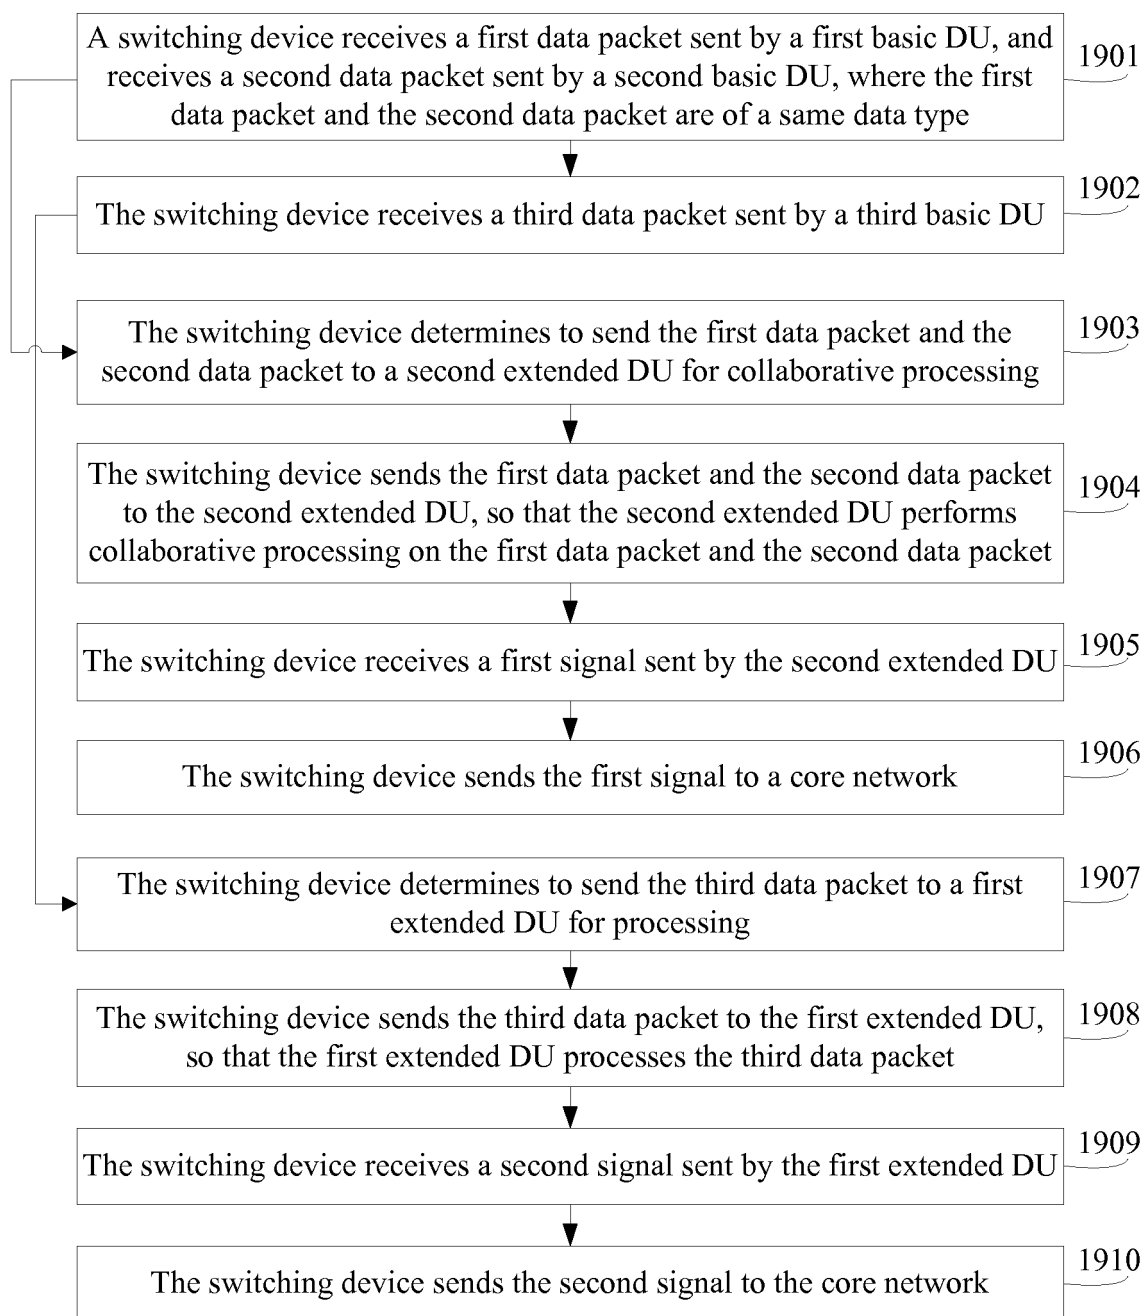 A switching device receives a first data packet sent by a first basic DU, and
receives a second data packet sent by a second basic DU, where the first
data packet and the second data packet are of a same data type
1901
The switching device receives a third data packet sent by a third basic DU
1902
The switching device determines to send the first data packet and the
second data packet to a second extended DU for collaborative processing
1903
The switching device sends the first data packet and the second data packet
to the second extended DU, so that the second extended DU performs
collaborative processing on the first data packet and the second data packet
1904
The switching device receives a first signal sent by the second extended DU
1905
The switching device sends the first signal to a core network
1906
The switching device determines to send the third data packet to a first
extended DU for processing
1907
The switching device sends the third data packet to the first extended DU,
so that the first extended DU processes the third data packet
1908
The switching device receives a second signal sent by the first extended DU
1909
The switching device sends the second signal to the core network
1910